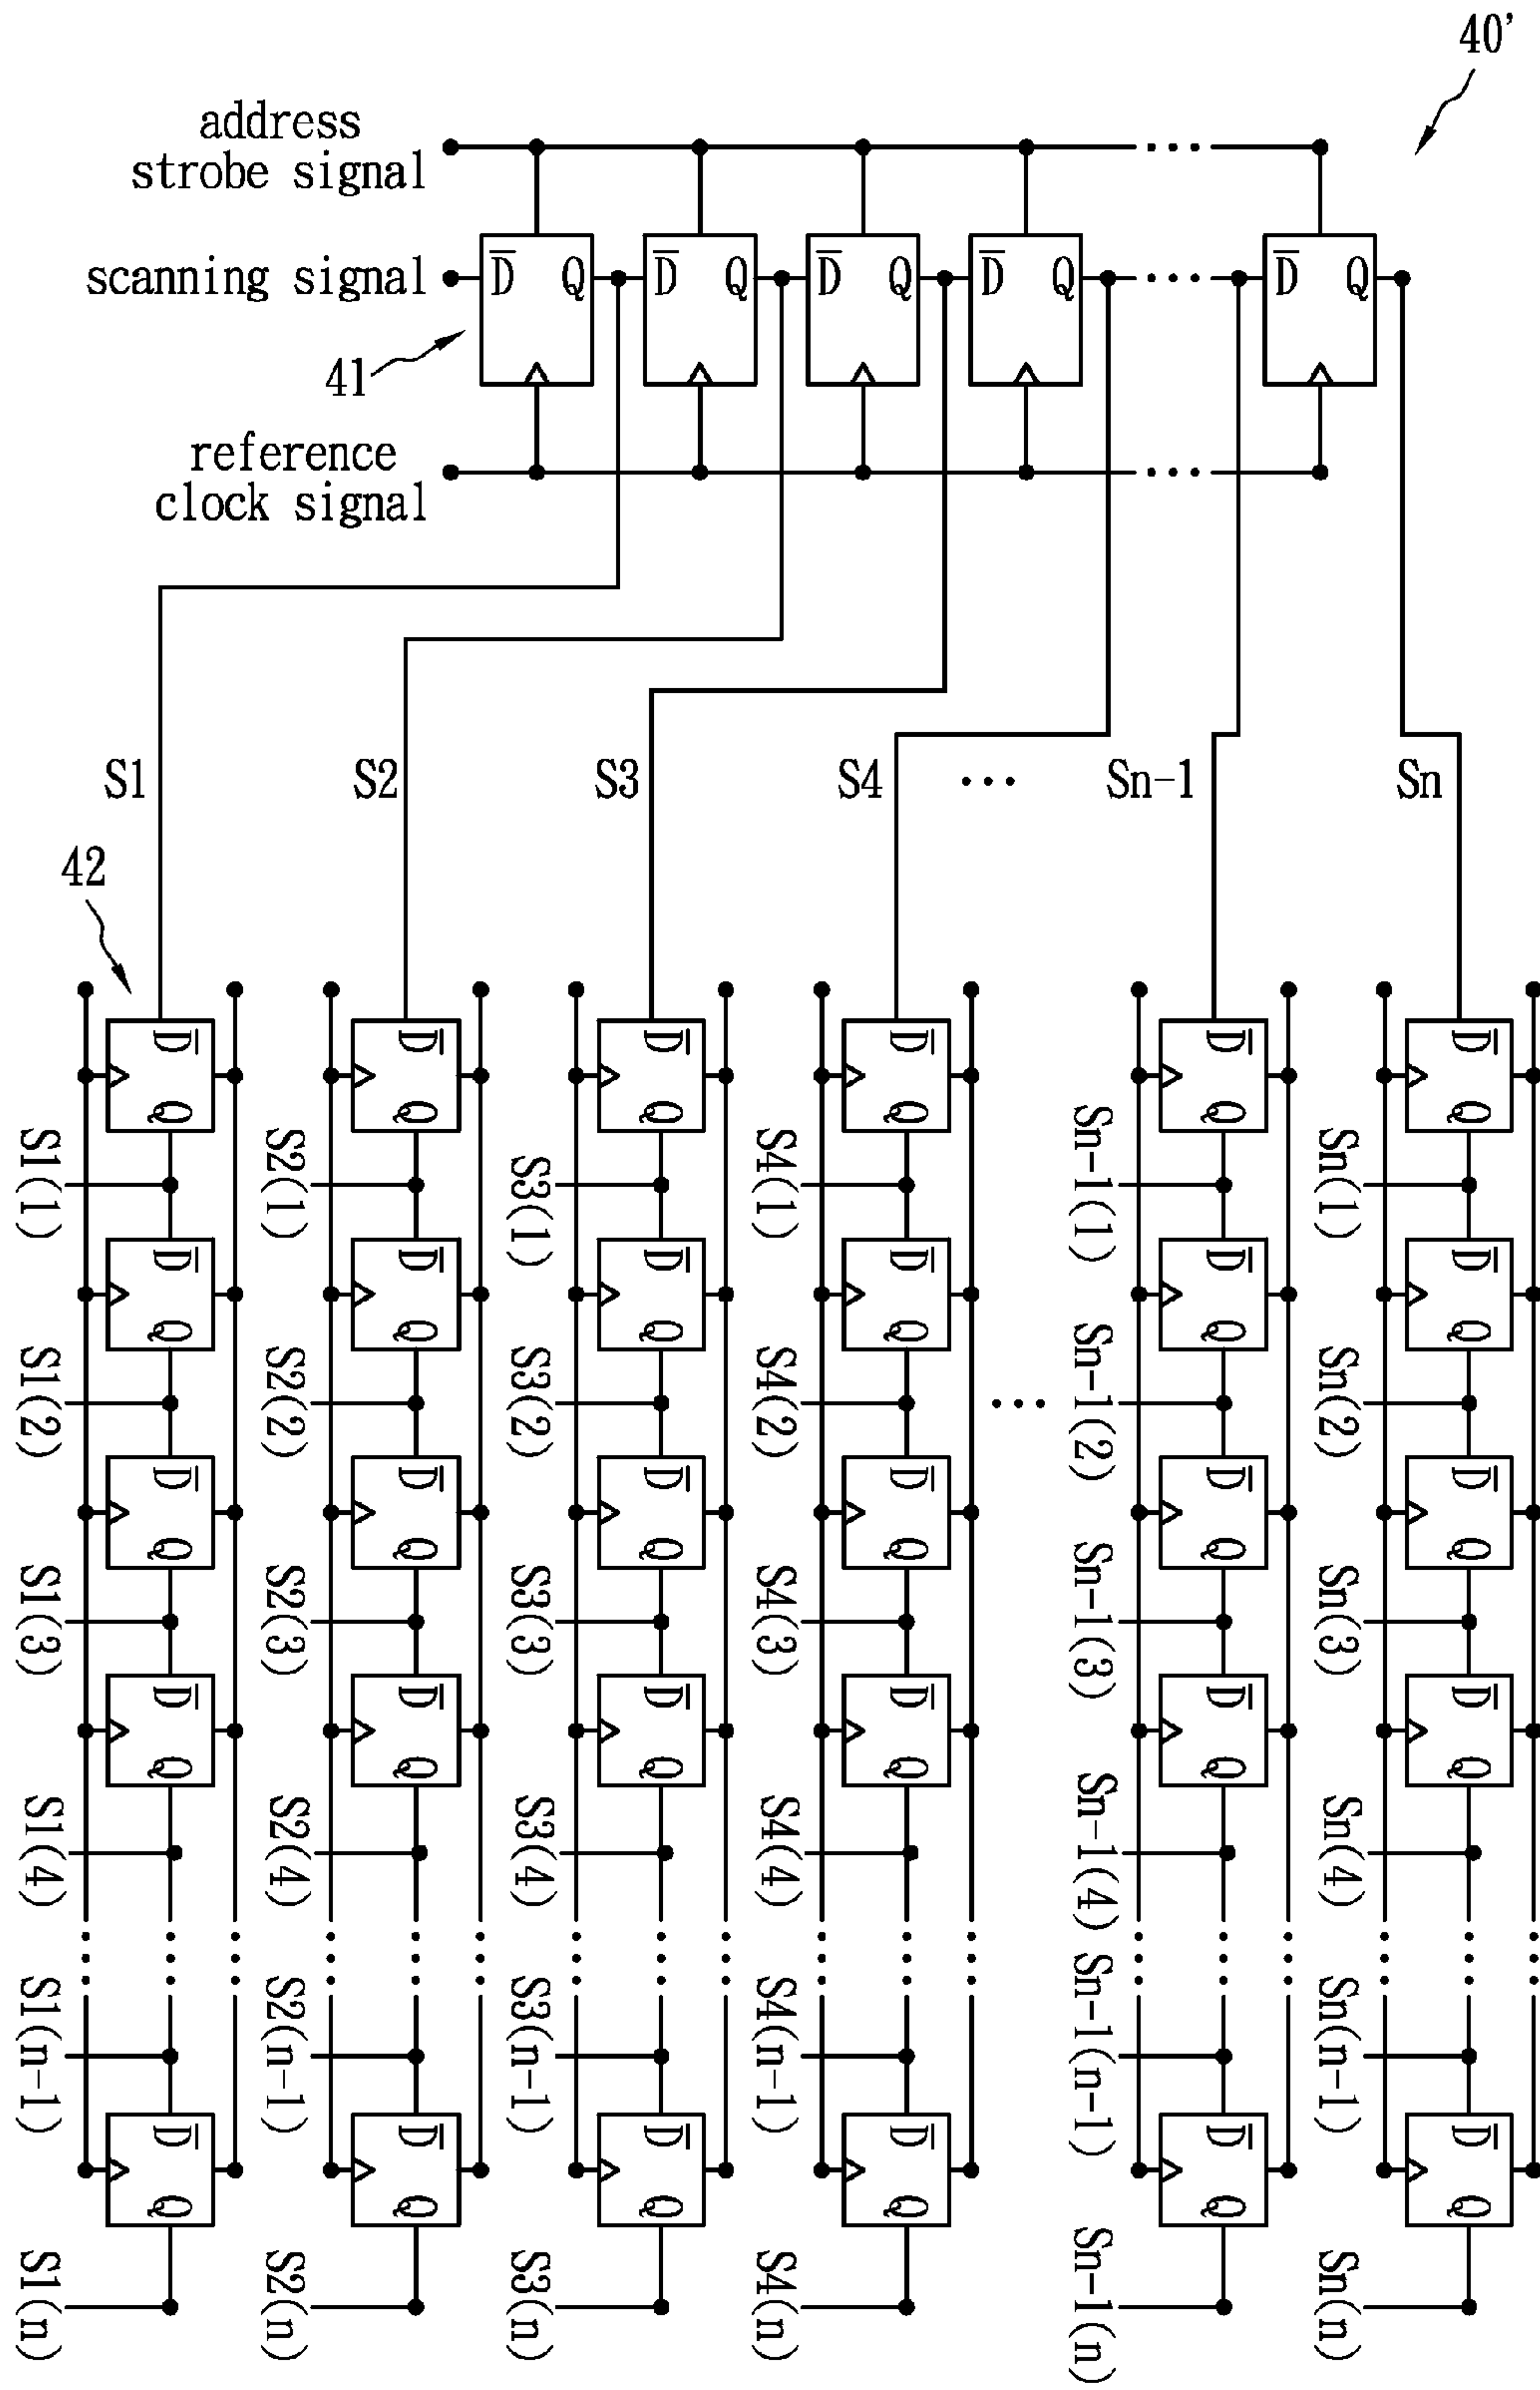 40'
address
strobe signal
scanning signal
D Q D Q D Q D Q ... D Q
41
reference
clock signal
S1 S2 S3 S4 ... Sn-1 Sn
42
D D D D D D
Q Q Q Q Q Q
S1(1) S2(1) S3(1) S4(1) Sn-1(1) Sn(1)
D D D D D D
Q Q Q Q Q Q
S1(2) S2(2) S3(2) S4(2) ... Sn-1(2) Sn(2)
D D D D D D
Q Q Q Q Q Q
S1(3) S2(3) S3(3) S4(3) Sn-1(3) Sn(3)
D D D D D D
Q Q Q Q Q Q
S1(4) S2(4) S3(4) S4(4) Sn-1(4) Sn(4)
S1(n-1) S2(n-1) S3(n-1) S4(n-1) Sn-1(n-1) Sn(n-1)
D D D D D D
Q Q Q Q Q Q
S1(n) S2(n) S3(n) S4(n) Sn-1(n) Sn(n)